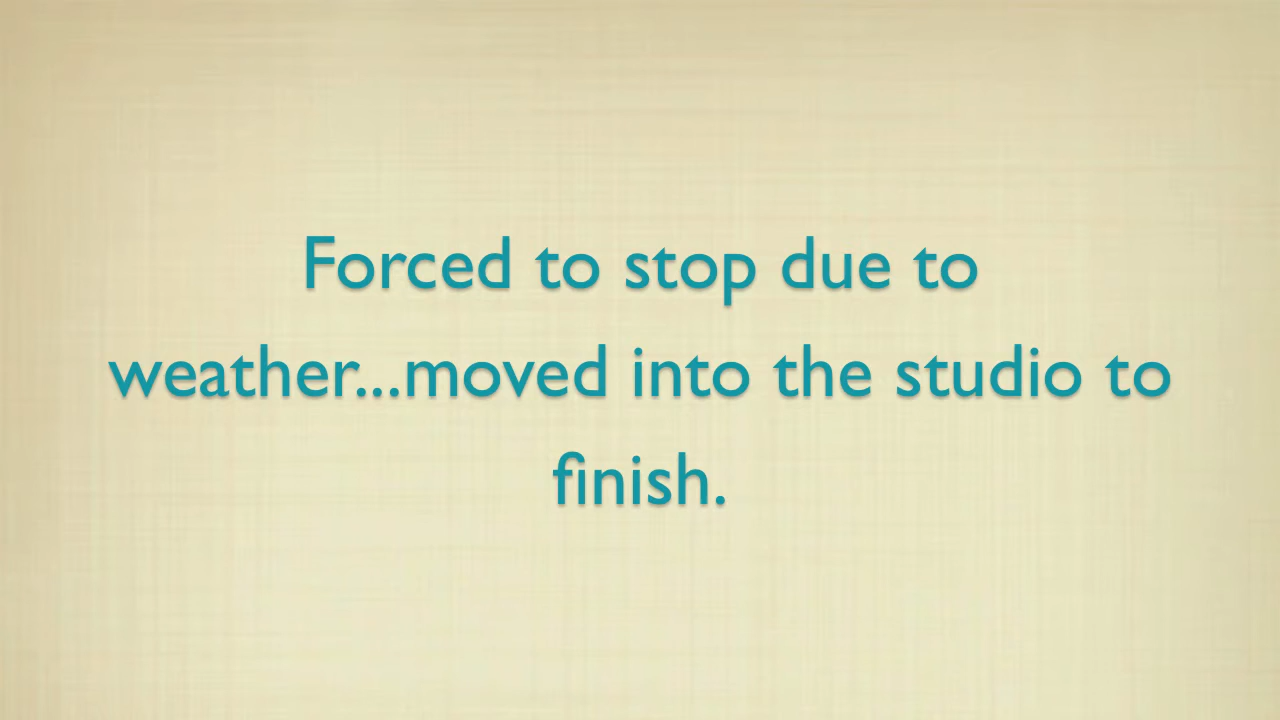 Forced to stop due to
weather...moved into the studio to
finish.